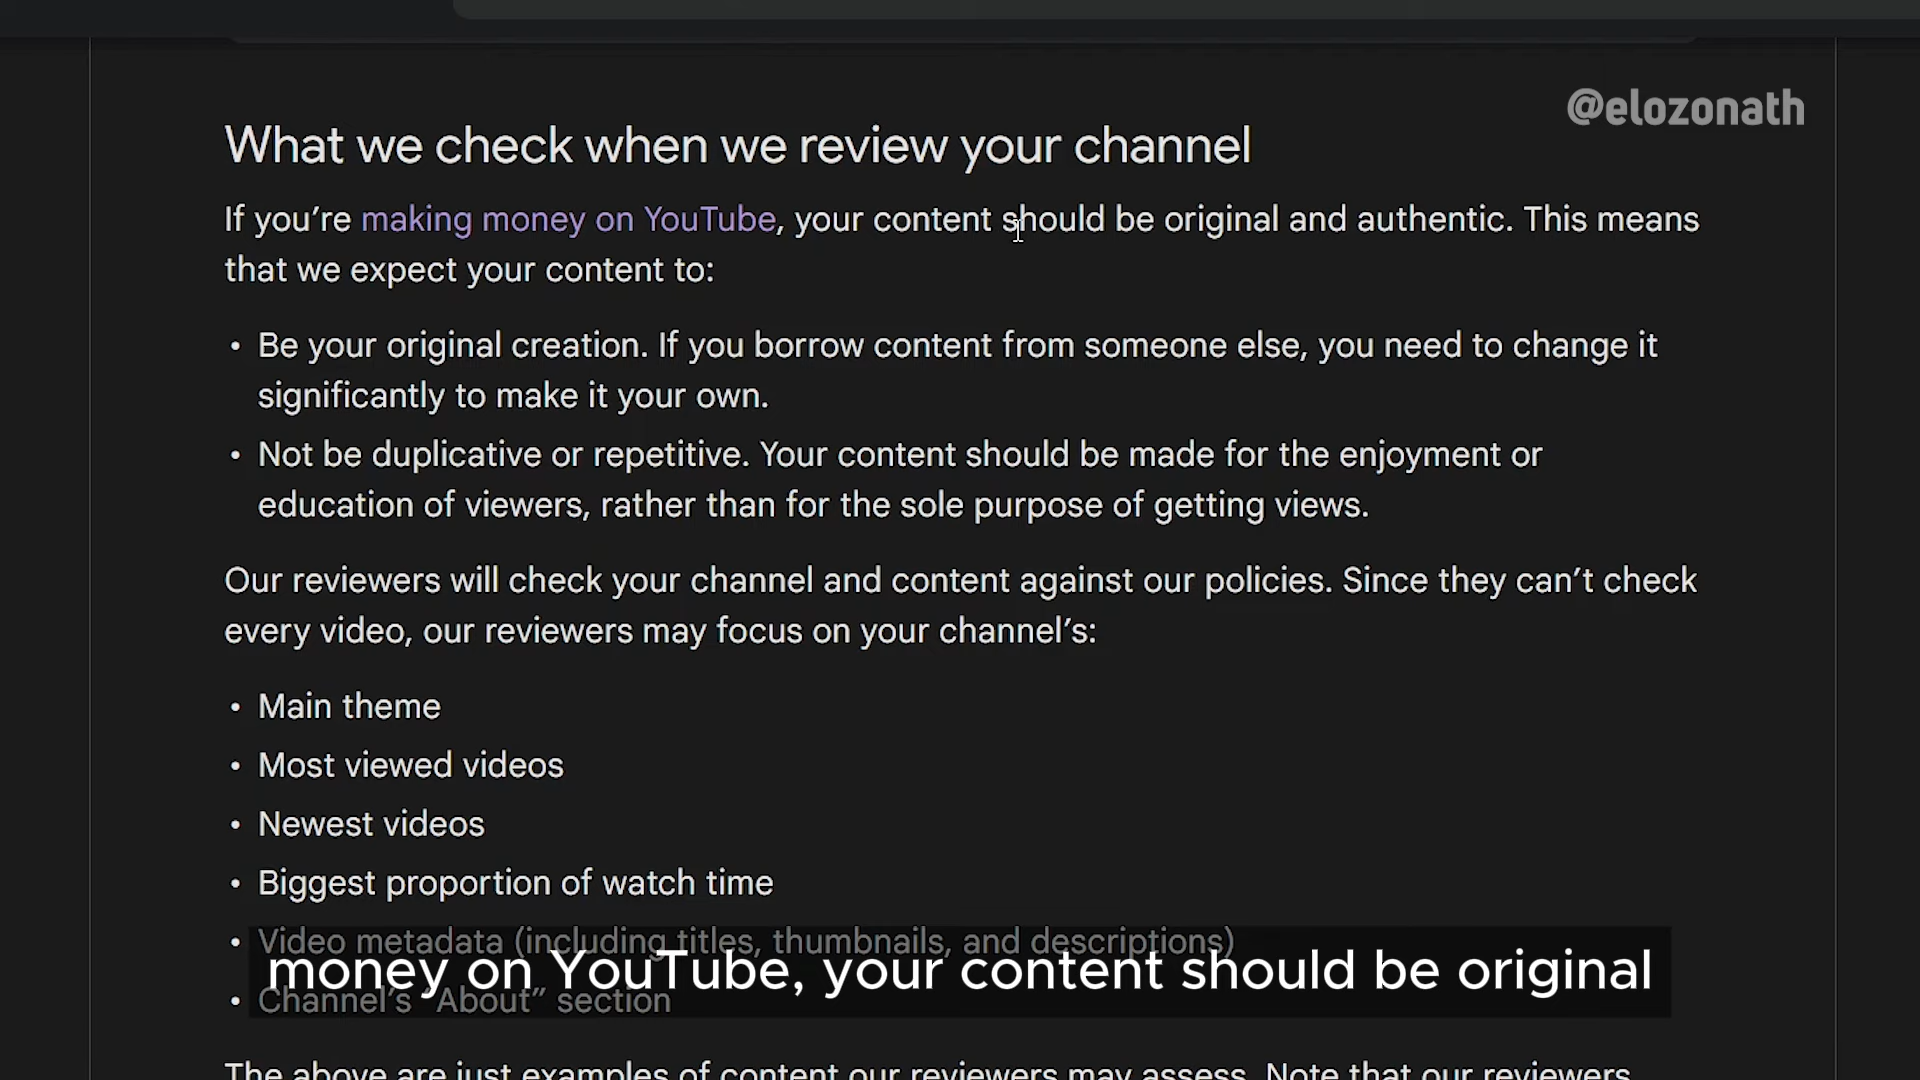 @elozonath
What we check when we review your channel
If you’re making money on YouTube, your content should be original and authentic. This means
that we expect your content to:
• Be your original creation. If you borrow content from someone else, you need to change it
significantly to make it your own.
• Not be duplicative or repetitive. Your content should be made for the enjoyment or
education of viewers, rather than for the sole purpose of getting views.
Our reviewers will check your channel and content against our policies. Since they can’t check
every video, our reviewers may focus on your channel’s:
• Main theme
• Most viewed videos
• Newest videos
• Biggest proportion of watch time
• Video metadata (including titles, thumbnails, and descriptions)
money on YouTube, your content should be original
• Channel’s “About” section
The above are just examples of content our reviewers may assess. Note that our reviewers